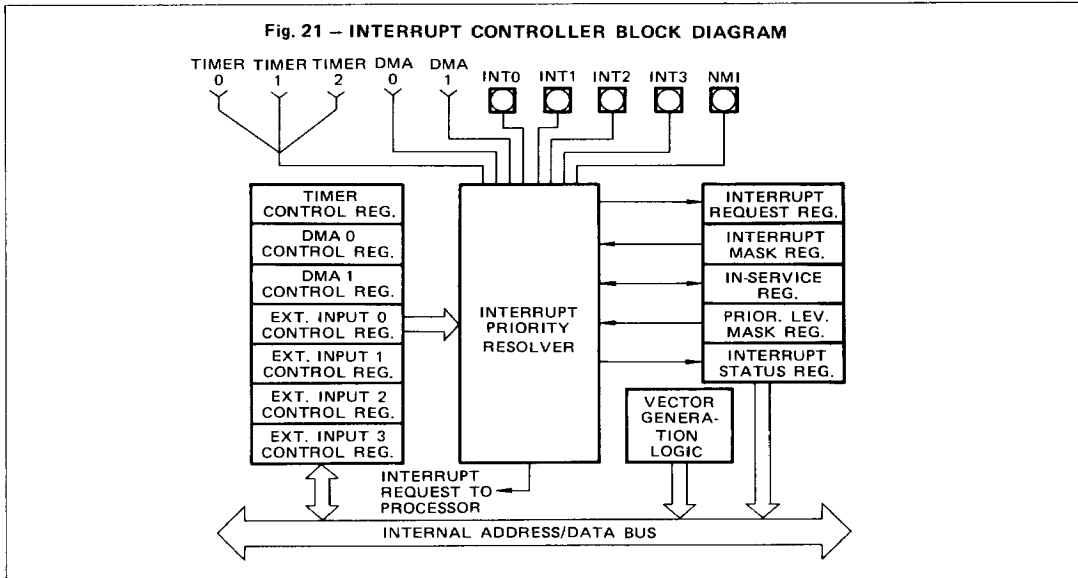 Fig. 21 – INTERRUPT CONTROLLER BLOCK DIAGRAM
TIMER TIMER TIMER DMA DMA
0 1 2 0 1
INT0 INT1 INT2 INT3 NMI
TIMER
CONTROL REG.
DMA 0
CONTROL REG.
DMA 1
CONTROL REG.
EXT. INPUT 0
CONTROL REG.
EXT. INPUT 1
CONTROL REG.
EXT. INPUT 2
CONTROL REG.
EXT. INPUT 3
CONTROL REG.
INTERRUPT
PRIORITY
RESOLVER
INTERRUPT
REQUEST REG.
INTERRUPT
MASK REG.
IN-SERVICE
REG.
PRIOR. LEV.
MASK REG.
INTERRUPT
STATUS REG.
VECTOR
GENERA-
TION
LOGIC
INTERRUPT
REQUEST TO
PROCESSOR
INTERNAL ADDRESS/DATA BUS